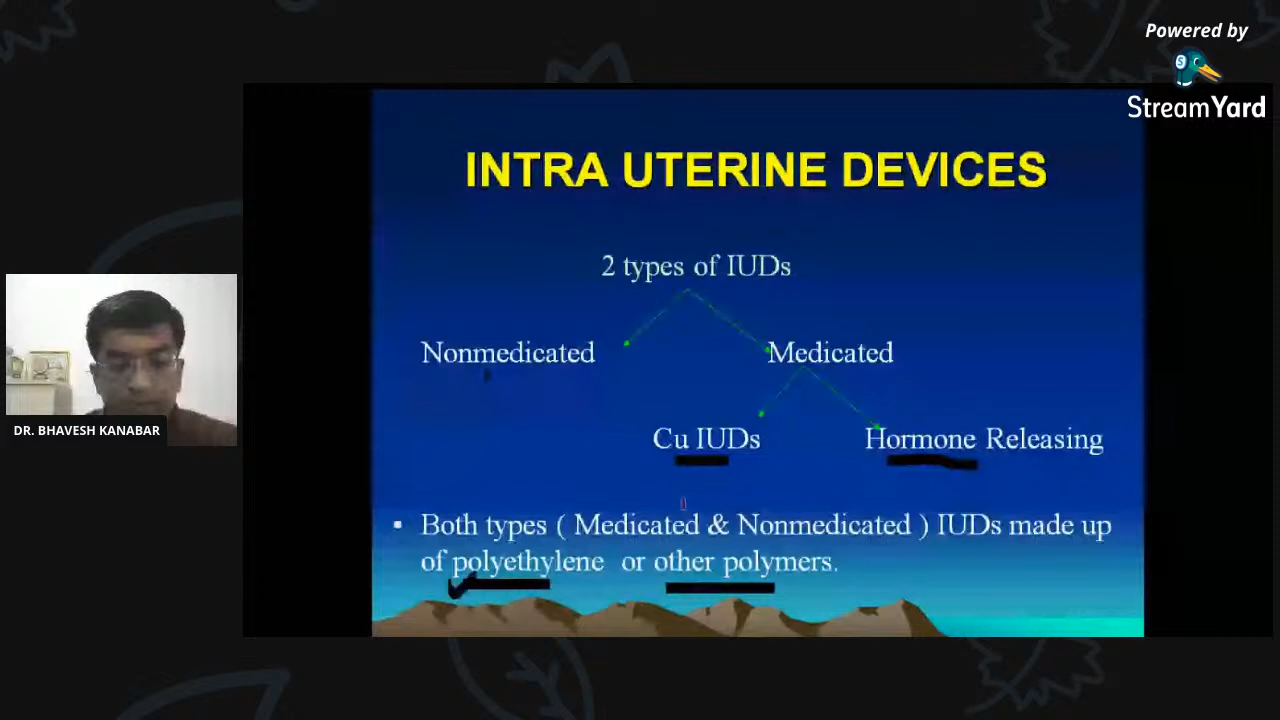 Powered by
StreamYard
INTRA UTERINE DEVICES
2 types of IUDs
Nonmedicated
Medicated
Cu IUDs
Hormone Releasing
• Both types ( Medicated & Nonmedicated ) IUDs made up
of polyethylene or other polymers.
DR. BHAVESH KANABAR